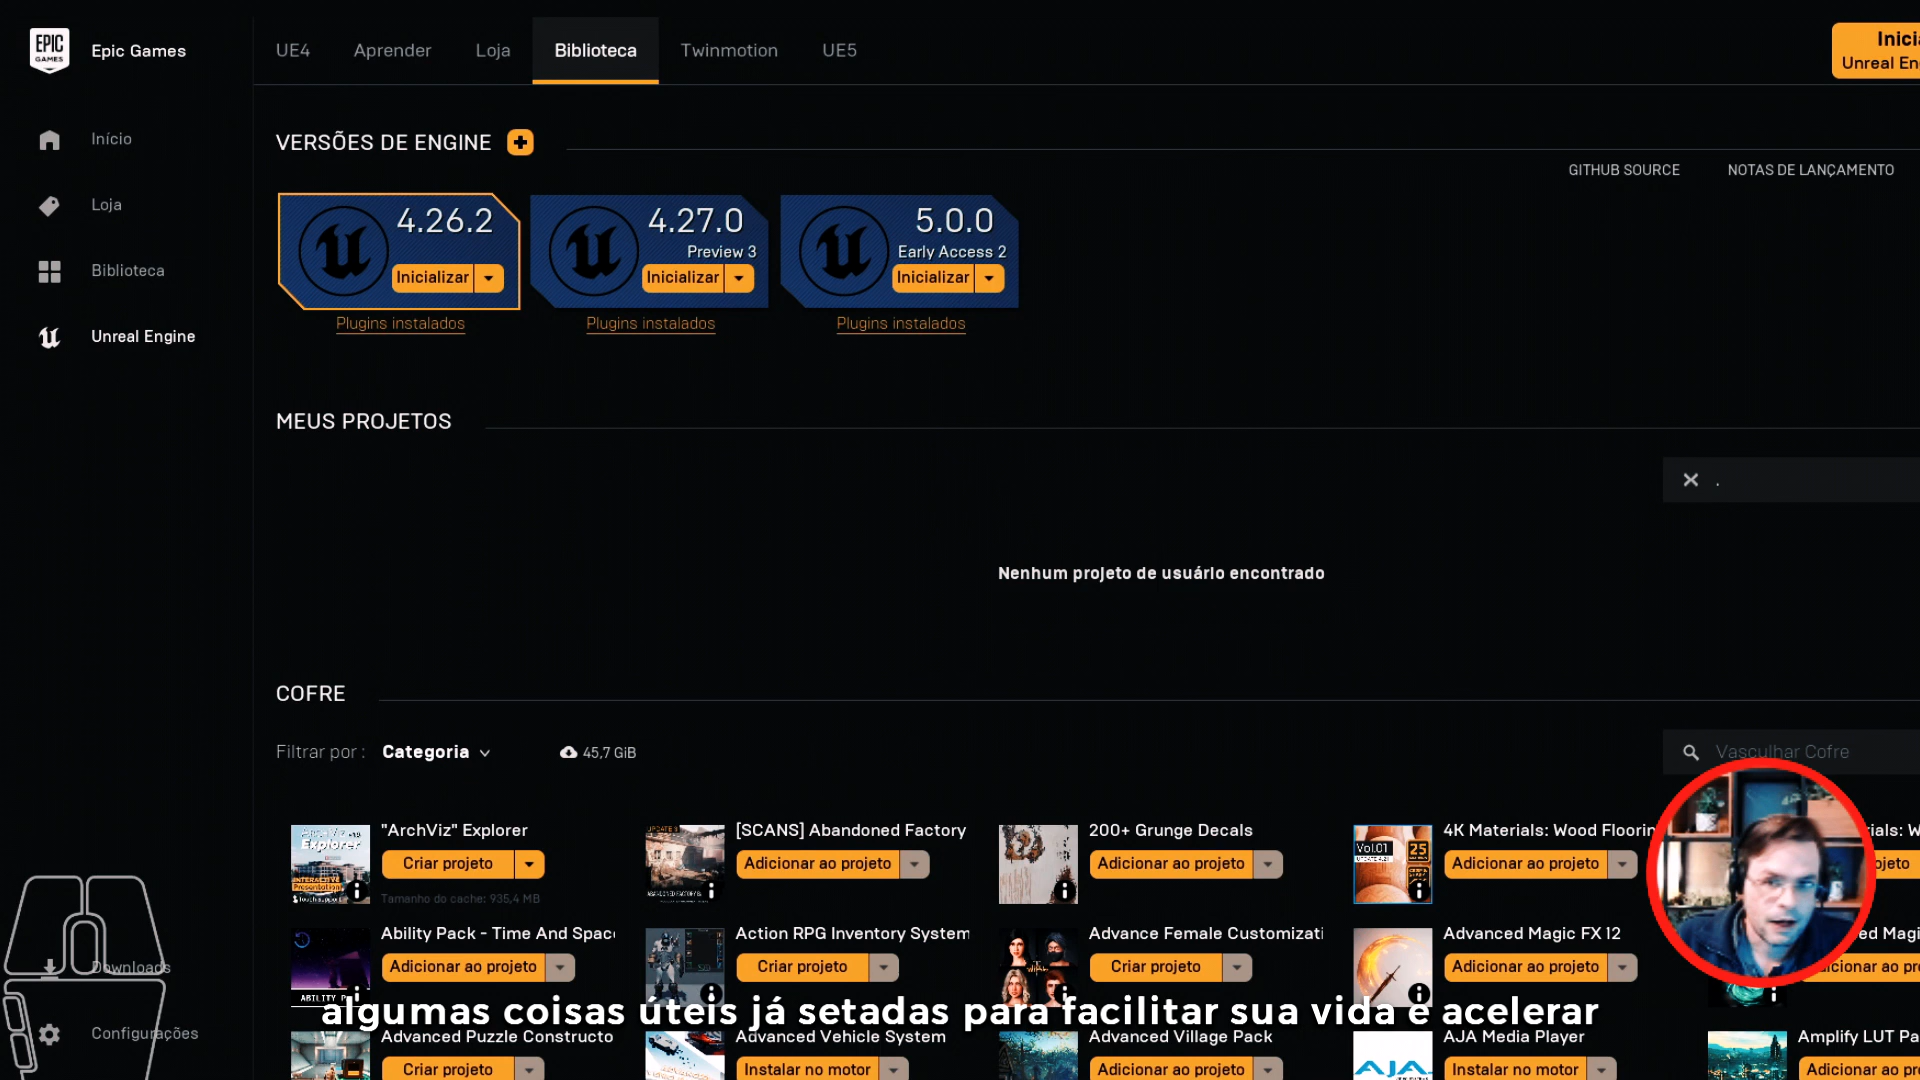 EPIC
GAMES
Epic Games
UE4
Aprender
Loja
Biblioteca
Twinmotion
UE5
Início
Loja
Biblioteca
Unreal Engine
Downloads
Configurações
VERSÕES DE ENGINE
GITHUB SOURCE
NOTAS DE LANÇAMENTO
4.26.2
Inicializar
Plugins instalados
4.27.0
Preview 3
Inicializar
Plugins instalados
5.0.0
Early Access 2
Inicializar
Plugins instalados
MEUS PROJETOS
.
Nenhum projeto de usuário encontrado
COFRE
Filtrar por :
Categoria
45,7 GiB
Vasculhar Cofre
"ArchViz" Explorer
Criar projeto
Tamanho do cache: 935,4 MB
[SCANS] Abandoned Factory
Adicionar ao projeto
200+ Grunge Decals
Adicionar ao projeto
4K Materials: Wood Floorin
Adicionar ao projeto
Ability Pack - Time And Spac
Adicionar ao projeto
Action RPG Inventory System
Criar projeto
Advance Female Customizati
Criar projeto
Advanced Magic FX 12
Adicionar ao projeto
algumas coisas úteis já setadas para facilitar sua vida e acelerar
Advanced Puzzle Constructo
Criar projeto
Advanced Vehicle System
Instalar no motor
Advanced Village Pack
Adicionar ao projeto
AJA Media Player
Instalar no motor
Amplify LUT Pa
Adicionar ao pr